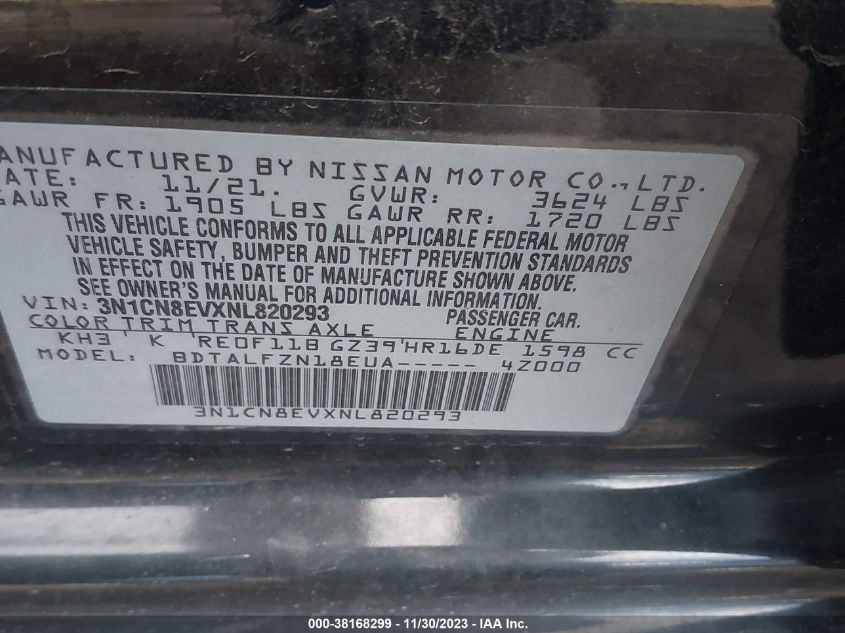 ANUFACTURED BY NISSAN MOTOR CO., LTD.
ATE: 11/21. GVWR: 3624 LBS
GAWR FR: 1905 LBS GAWR RR: 1720 LBS
THIS VEHICLE CONFORMS TO ALL APPLICABLE FEDERAL MOTOR
VEHICLE SAFETY, BUMPER AND THEFT PREVENTION STANDARDS
IN EFFECT ON THE DATE OF MANUFACTURE SHOWN ABOVE.
SEE OWNER'S MANUAL FOR ADDITIONAL INFORMATION
VIN: 3N1CN8EVXNL820293 PASSENGER CAR.
COLOR TRIM TRANS AXLE ENGINE
KH3 K RE0F11B GZ39 HR16DE 1598 CC
MODEL: BDTALFZN18EUA----- 4Z000
3N1CN8EVXNL820293
000-38168299 - 11/30/2023 - IAA Inc.